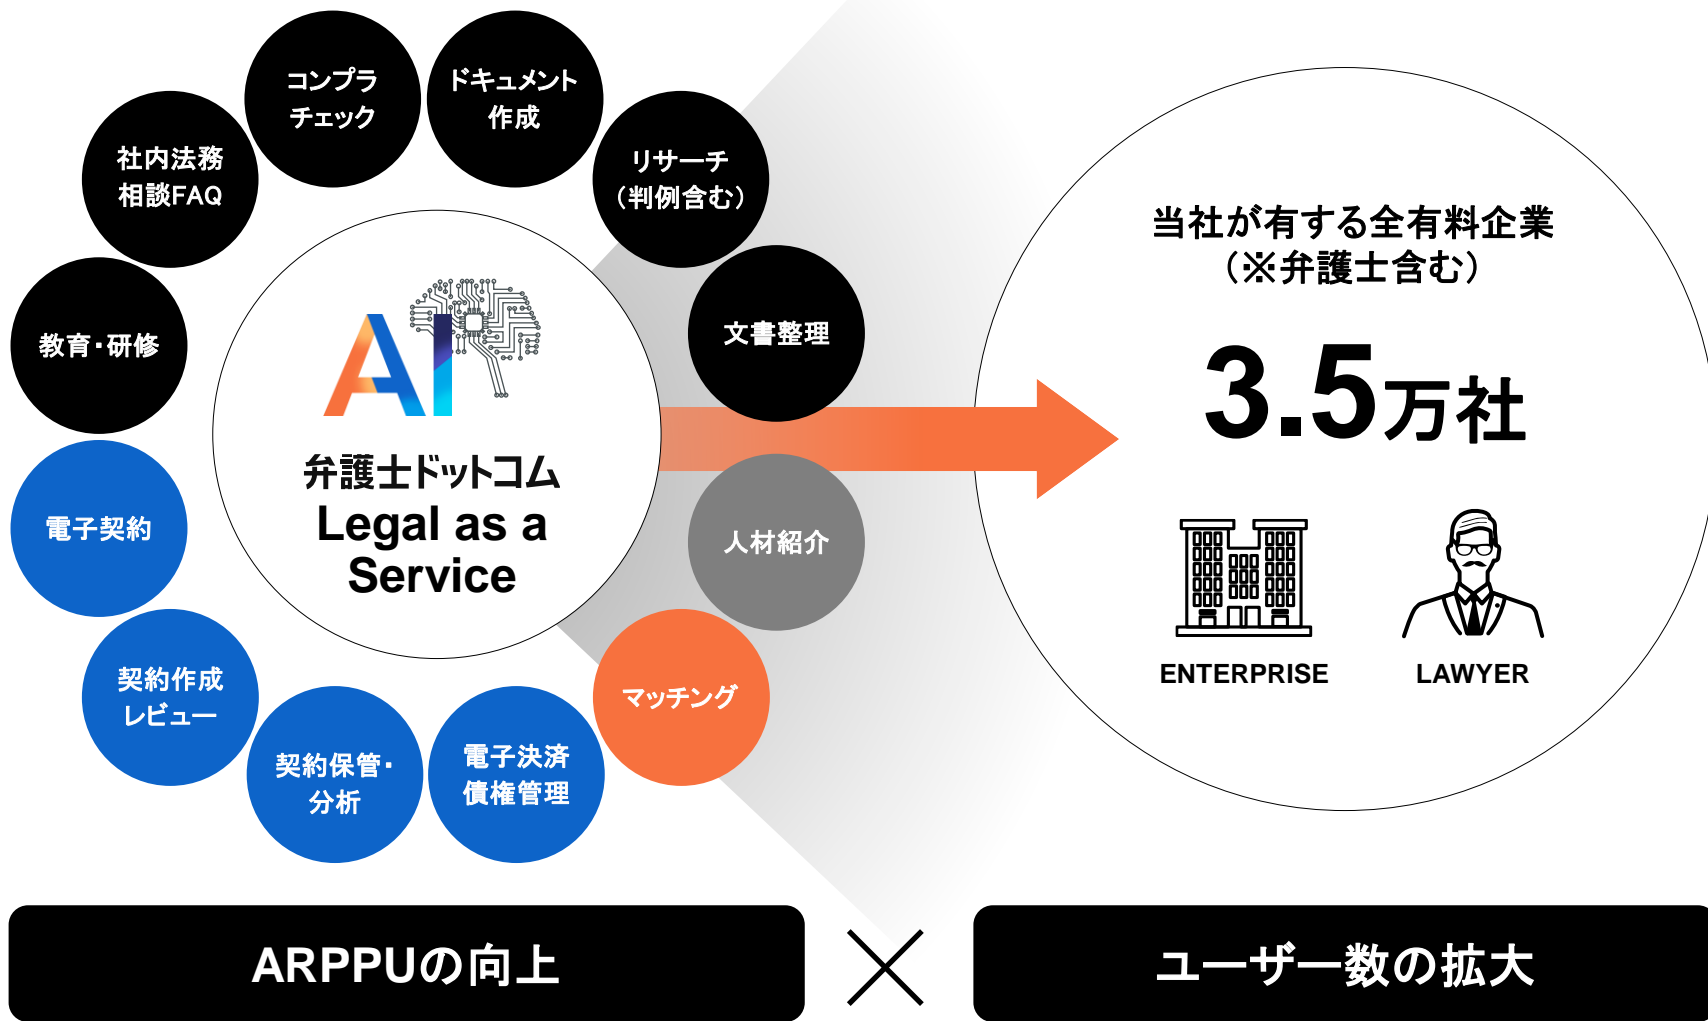 コンプラ
チェック
ドキュメント
作成
社内法務
相談FAQ
リサーチ
(判例含む)
教育・研修
文書整理
AI
弁護士ドットコム
Legal as a
Service
電子契約
人材紹介
契約作成
レビュー
マッチング
契約保管・
分析
電子決済
債権管理
当社が有する全有料企業
(※弁護士含む)
3.5万社
ENTERPRISE
LAWYER
ARPPUの向上
ユーザー数の拡大